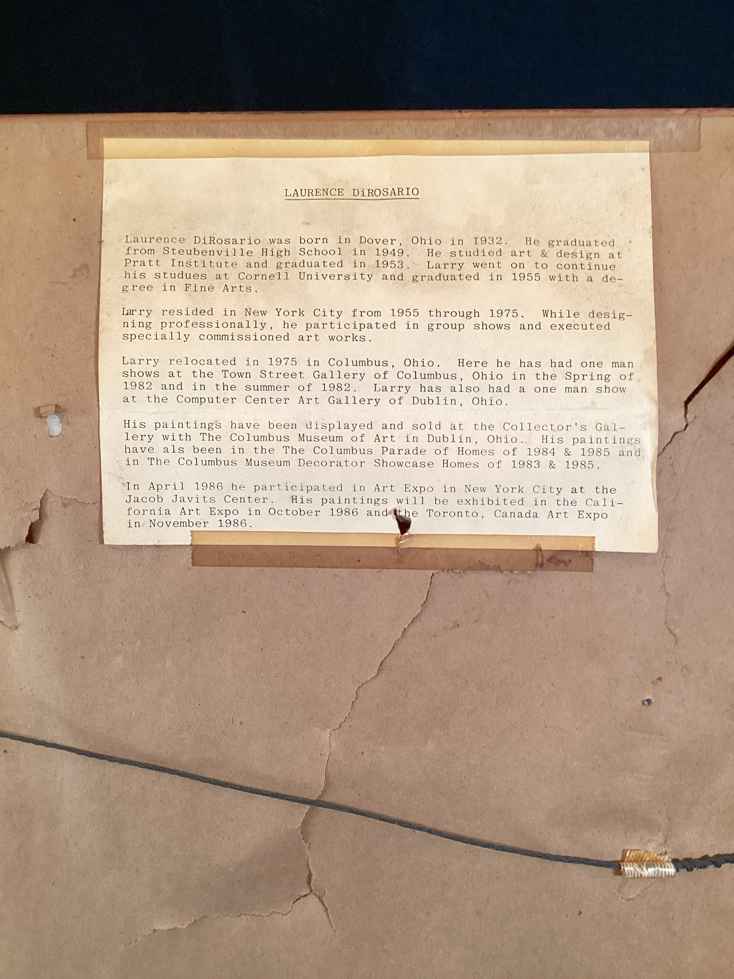 LAURENCE DiROSARIO
Laurence DiRosario was born in Dover, Ohio in I932. He graduated
from Steubenville High School in 1949. He studied art & design at
Pratt Institute and graduated in 1953. Larry went on to continue
his studues at Cornell University and graduated in 1955 with a de-
gree in Fine Arts.
Larry resided in New York City from 1955 through 1975. While desig-
ning professionally, he participated in group shows and executed
specially commissioned art works.
Larry relocated in 1975 in Columbus, Ohio. Here he has had one man
shows at the Town Street Gallery of Columbus, Ohio in the Spring of
1982 and in the summer of 1982. Larry has also had a one man show
at the Computer Center Art Gallery of Dublin, Ohio.
His paintings have been displayed and sold at the Collector's Gal-
lery with The Columbus Museum of Art in Dublin, Ohio. His paintings
have als been in the The Columbus Parade of Homes of 1984 & 1985 and
in The Columbus Museum Decorator Showcase Homes of 1983 & 1985.
In April 1986 he participated in Art Expo in New York City at the
Jacob Javits Center. His paintings will be exhibited in the Cali-
fornia Art Expo in October 1986 and the Toronto, Canada Art Expo
in November 1986.